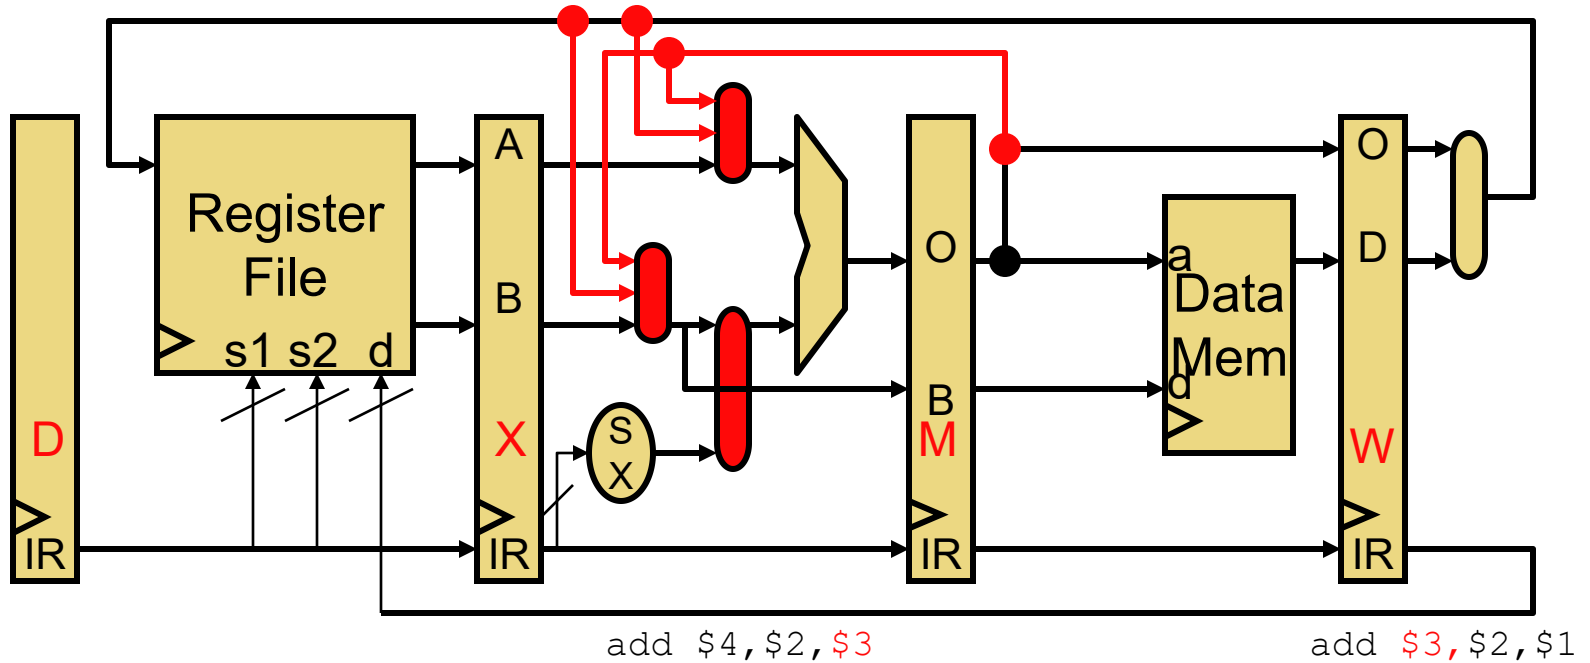 Register
File
s1 s2 d
D
IR
A
B
X
IR
S
X
O
B
M
IR
a
Data
Mem
d
O
D
W
IR
add $4,$2,$3
add $3,$2,$1